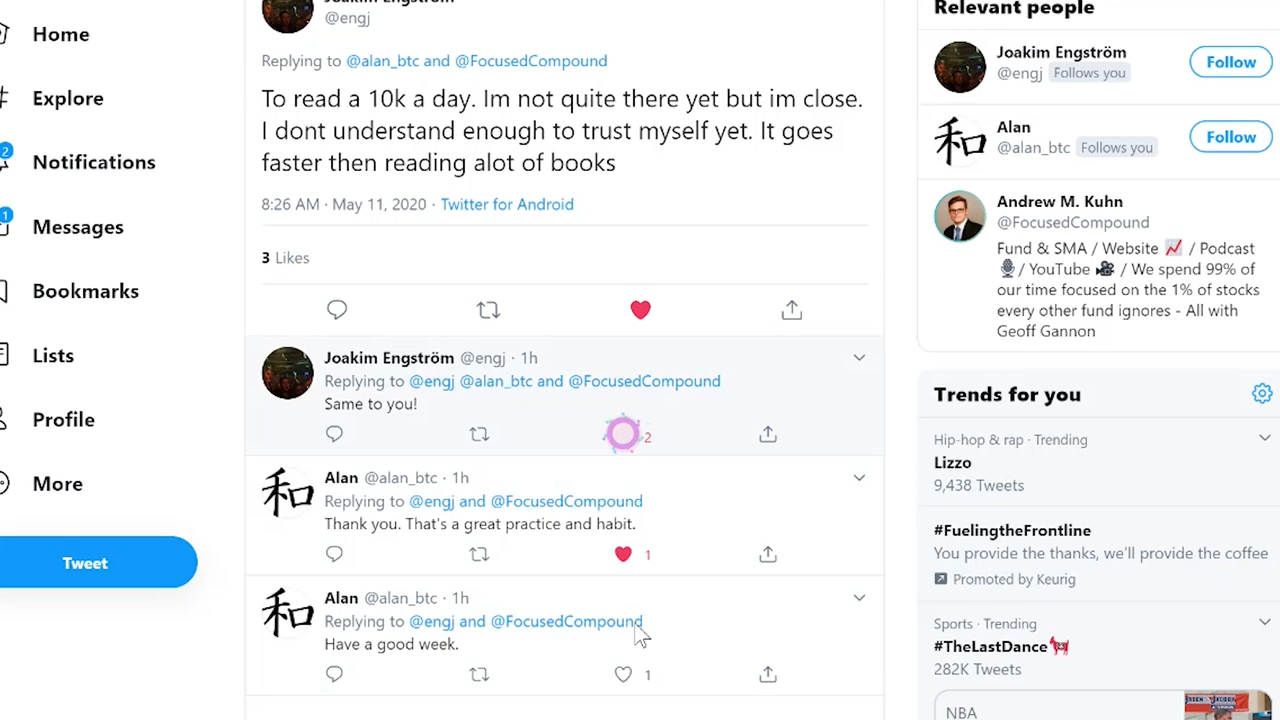 Home
Explore
2
Notifications
1
Messages
Bookmarks
Lists
Profile
More
Tweet
Joakim Engström
@engj
Replying to @alan_btc and @FocusedCompound
To read a 10k a day. Im not quite there yet but im close.
I dont understand enough to trust myself yet. It goes
faster then reading alot of books
8:26 AM · May 11, 2020 · Twitter for Android
3 Likes
Joakim Engström @engj · 1h
Replying to @engj @alan_btc and @FocusedCompound
Same to you!
2
和
Alan @alan_btc · 1h
Replying to @engj and @FocusedCompound
Thank you. That's a great practice and habit.
1
和
Alan @alan_btc · 1h
Replying to @engj and @FocusedCompound
Have a good week.
1
Relevant people
Joakim Engström
@engj Follows you
Follow
和
Alan
@alan_btc Follows you
Follow
Andrew M. Kuhn
@FocusedCompound
Fund & SMA / Website 📈 / Podcast
🎙️/ YouTube 🎥 / We spend 99% of
our time focused on the 1% of stocks
every other fund ignores - All with
Geoff Gannon
Trends for you
Hip-hop & rap · Trending
Lizzo
9,438 Tweets
#FuelingtheFrontline
You provide the thanks, we'll provide the coffee
Promoted by Keurig
Sports · Trending
#TheLastDance🐐
282K Tweets
NBA